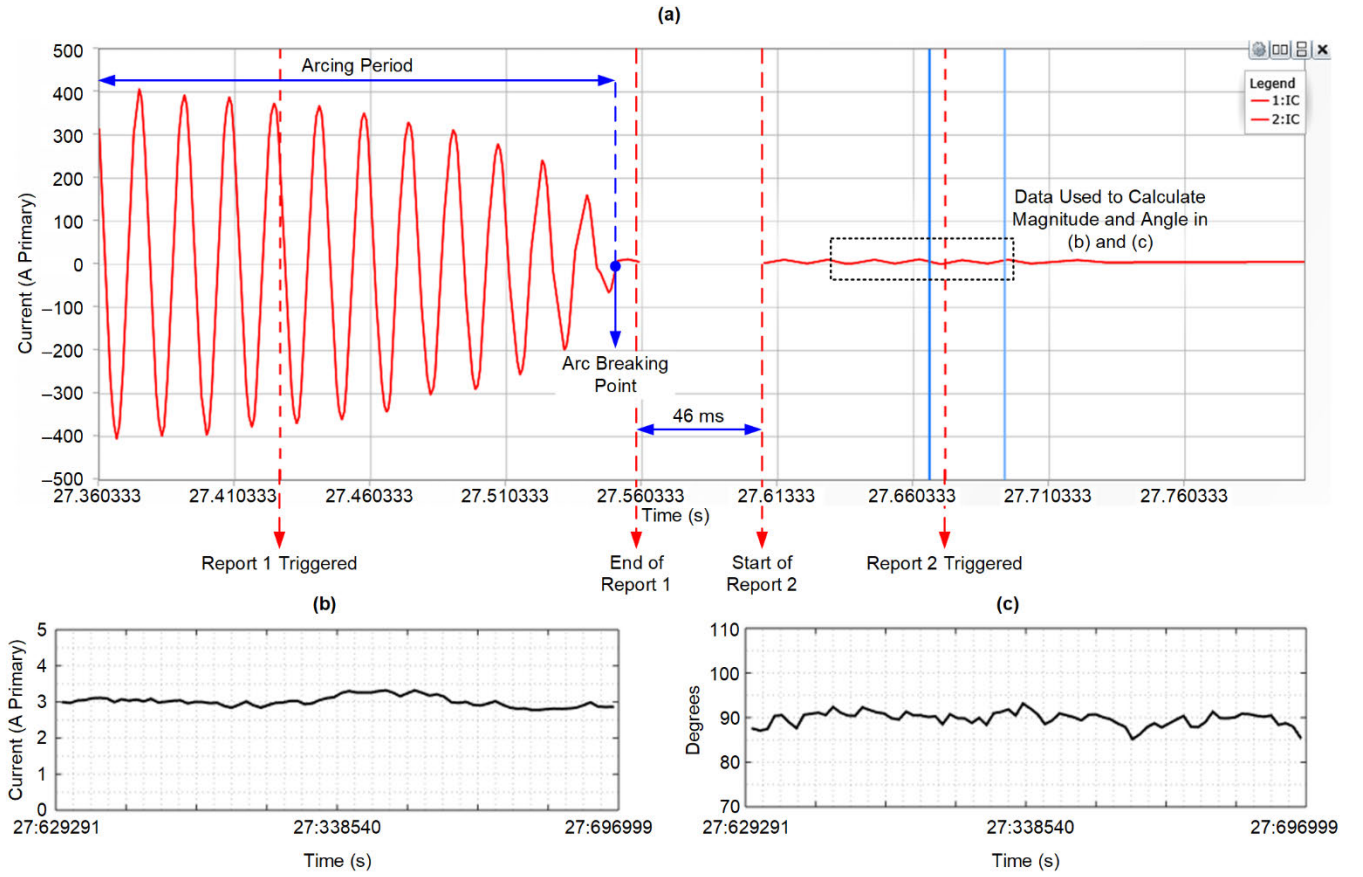 (a)
500
400
300
200
100
0
–100
–200
–300
–400
–500
Current (A Primary)
Arcing Period
Legend
1:IC
2:IC
Data Used to Calculate
Magnitude and Angle in
(b) and (c)
Arc Breaking
Point
46 ms
27.360333
27.410333
27.460333
27.510333
27.560333
27.61333
27.660333
27.710333
27.760333
Time (s)
Report 1 Triggered
End of
Report 1
Start of
Report 2
Report 2 Triggered
(b)
5
4
3
2
1
0
Current (A Primary)
27:629291
27:338540
27:696999
Time (s)
(c)
110
100
90
80
70
Degrees
27:629291
27:338540
27:696999
Time (s)